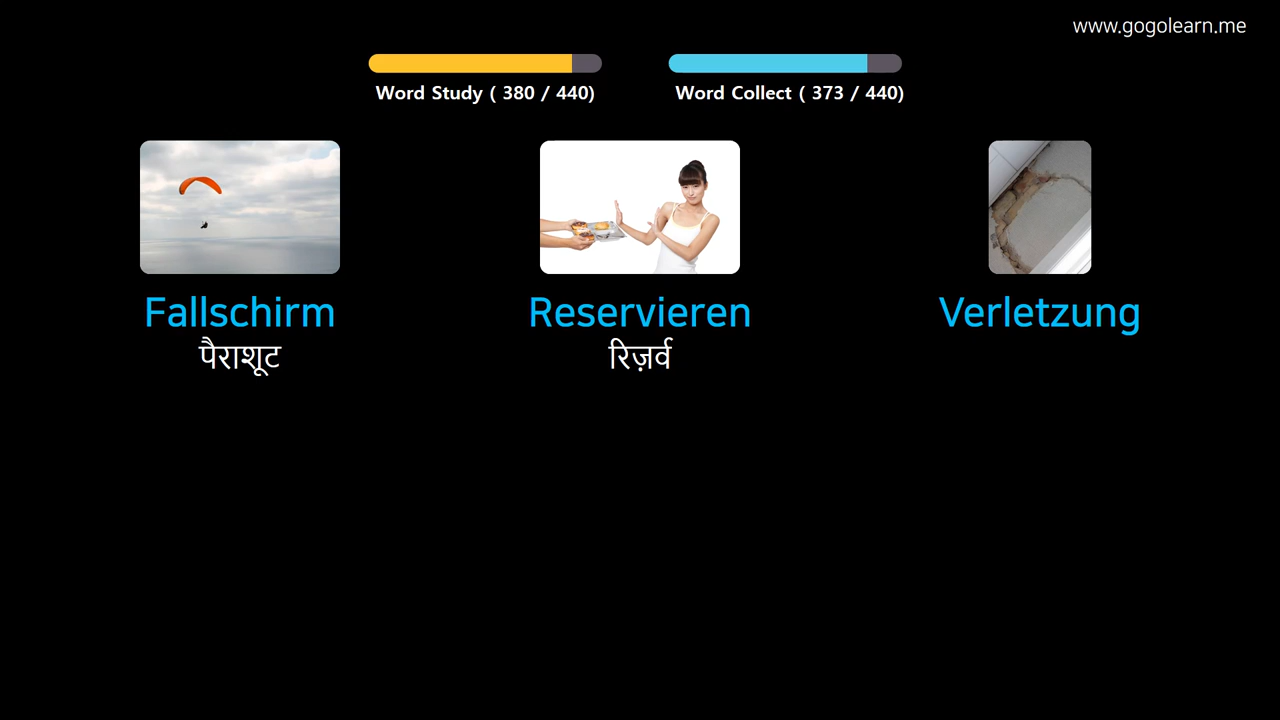 www.gogolearn.me
Word Study ( 380 / 440)
Word Collect ( 373 / 440)
Fallschirm
पैराशूट
Reservieren
रिज़र्व
Verletzung